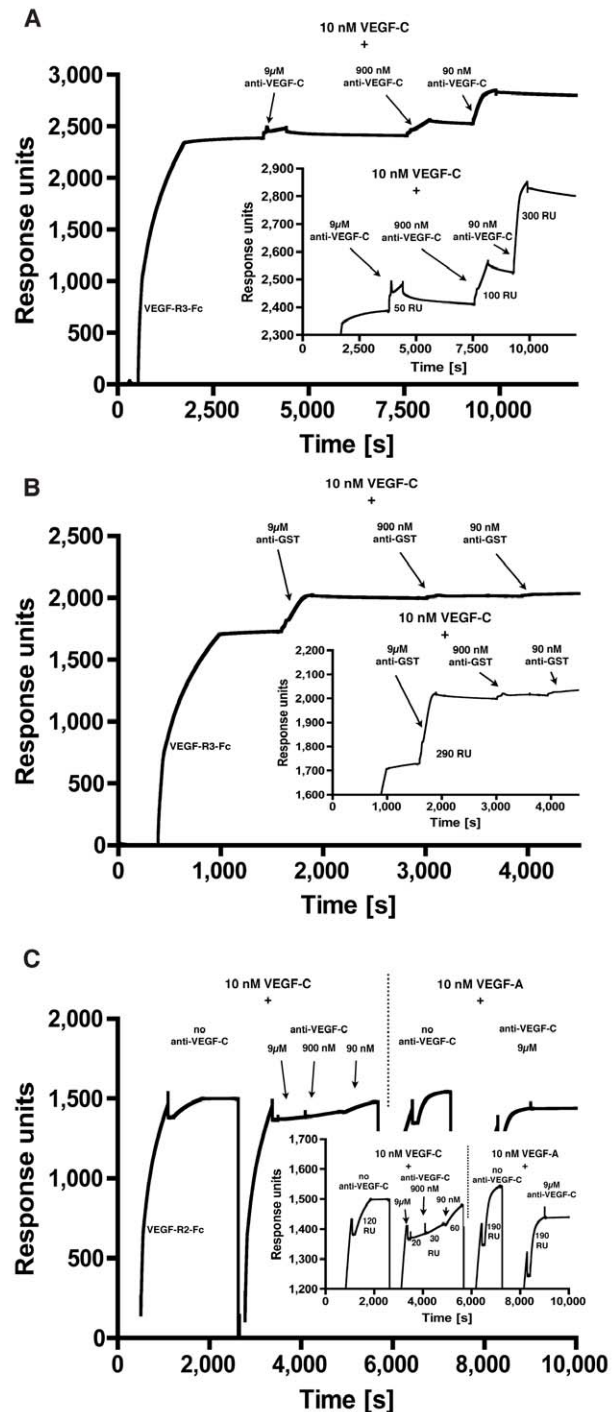 A
10 nM VEGF-C
+
9µM
anti-VEGF-C
900 nM
anti-VEGF-C
90 nM
anti-VEGF-C
3,000
2,500
2,000
1,500
1,000
500
0
Response units
VEGF-R3-Fc
0
2,500
5,000
7,500
10,000
Time [s]
10 nM VEGF-C
+
9µM
anti-VEGF-C
900 nM
anti-VEGF-C
90 nM
anti-VEGF-C
2,900
2,800
2,700
2,600
2,500
2,400
2,300
Response units
50 RU
100 RU
300 RU
2,500
5,000
7,500
10,000
Time [s]
B
10 nM VEGF-C
+
9µM
anti-GST
900 nM
anti-GST
90 nM
anti-GST
2,500
2,000
1,500
1,000
500
0
Response units
VEGF-R3-Fc
0
1,000
2,000
3,000
4,000
Time [s]
10 nM VEGF-C
+
9µM
anti-GST
900 nM
anti-GST
90 nM
anti-GST
2,200
2,100
2,000
1,900
1,800
1,700
1,600
Response units
290 RU
0
1,000
2,000
3,000
4,000
Time [s]
C
10 nM VEGF-C
+
10 nM VEGF-A
+
no
anti-VEGF-C
anti-VEGF-C
9µM
900 nM
90 nM
no
anti-VEGF-C
anti-VEGF-C
9µM
2,000
1,500
1,000
500
0
Response units
VEGF-R2-Fc
0
2,000
4,000
6,000
8,000
10,000
Time [s]
10 nM VEGF-C
+
10 nM VEGF-A
+
no
anti-VEGF-C
anti-VEGF-C
9µM
900 nM
90 nM
no
anti-VEGF-C
9µM
anti-VEGF-C
1,700
1,600
1,500
1,400
1,300
1,200
Response units
120
RU
20
30
60
RU
190
RU
190
RU
0
2,000
4,000
6,000
8,000
10,000
Time [s]